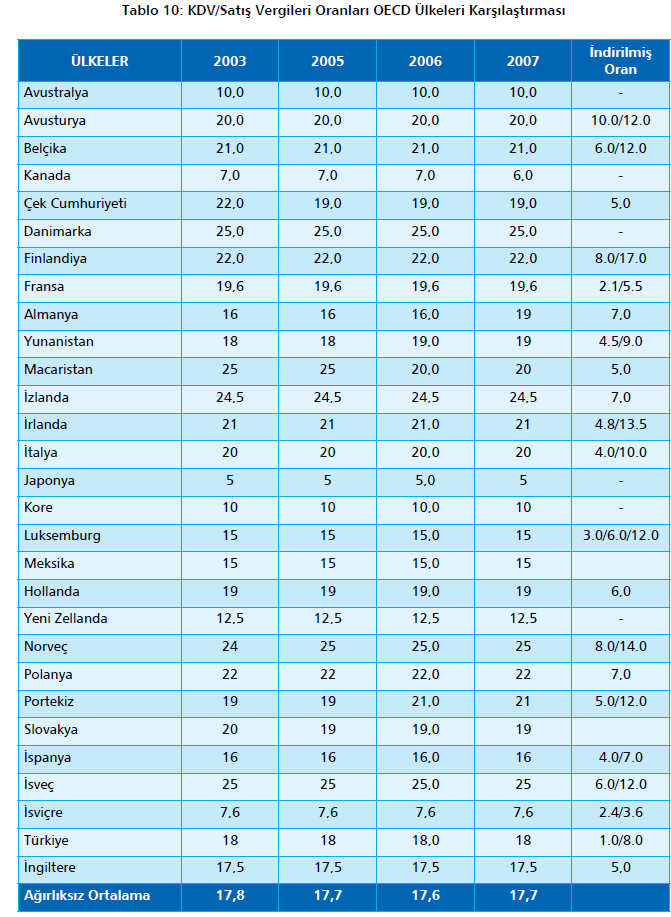 Tablo 10: KDV/Satış Vergileri Oranları OECD Ülkeleri Karşılaştırması
ÜLKELER 2003 2005 2006 2007 İndirilmiş Oran
Avustralya 10,0 10,0 10,0 10,0 -
Avusturya 20,0 20,0 20,0 20,0 10.0/12.0
Belçika 21,0 21,0 21,0 21,0 6.0/12.0
Kanada 7,0 7,0 7,0 6,0 -
Çek Cumhuriyeti 22,0 19,0 19,0 19,0 5,0
Danimarka 25,0 25,0 25,0 25,0 -
Finlandiya 22,0 22,0 22,0 22,0 8.0/17.0
Fransa 19,6 19,6 19,6 19,6 2.1/5.5
Almanya 16 16 16,0 19 7,0
Yunanistan 18 18 19,0 19 4.5/9.0
Macaristan 25 25 20,0 20 5,0
İzlanda 24,5 24,5 24,5 24,5 7,0
İrlanda 21 21 21,0 21 4.8/13.5
İtalya 20 20 20,0 20 4.0/10.0
Japonya 5 5 5,0 5 -
Kore 10 10 10,0 10 -
Luksemburg 15 15 15,0 15 3.0/6.0/12.0
Meksika 15 15 15,0 15
Hollanda 19 19 19,0 19 6,0
Yeni Zellanda 12,5 12,5 12,5 12,5 -
Norveç 24 25 25,0 25 8.0/14.0
Polanya 22 22 22,0 22 7,0
Portekiz 19 19 21,0 21 5.0/12.0
Slovakya 20 19 19,0 19
İspanya 16 16 16,0 16 4.0/7.0
İsveç 25 25 25,0 25 6.0/12.0
İsviçre 7,6 7,6 7,6 7,6 2.4/3.6
Türkiye 18 18 18,0 18 1.0/8.0
İngiltere 17,5 17,5 17,5 17,5 5,0
Ağırlıksız Ortalama 17,8 17,7 17,6 17,7